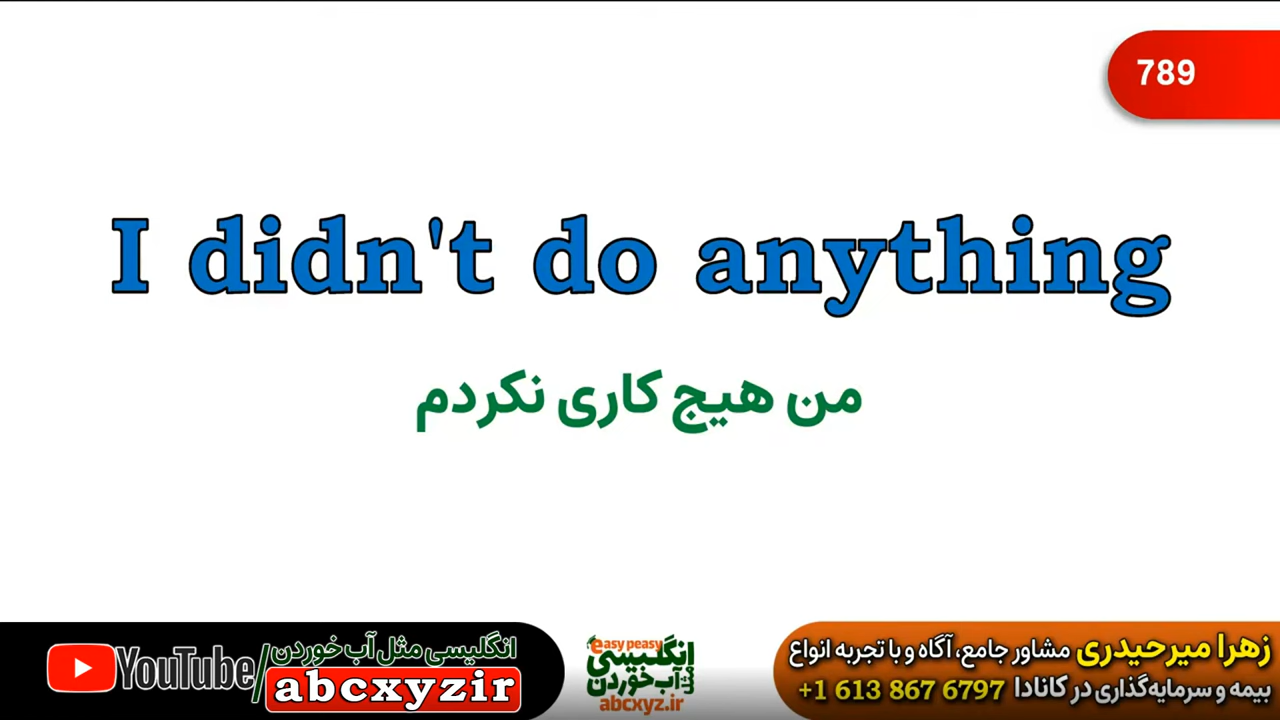 789
I didn't do anything
من هیچ کاری نکردم
YouTube/
انگلیسی مثل آب خوردن
abcxyzir
easy peasy
انگلیسی
مثل آب خوردن
abcxyz.ir
زهرا میرحیدری مشاور جامع، آگاه و با تجربه انواع
بیمه و سرمایه‌گذاری در کانادا +1 613 867 6797